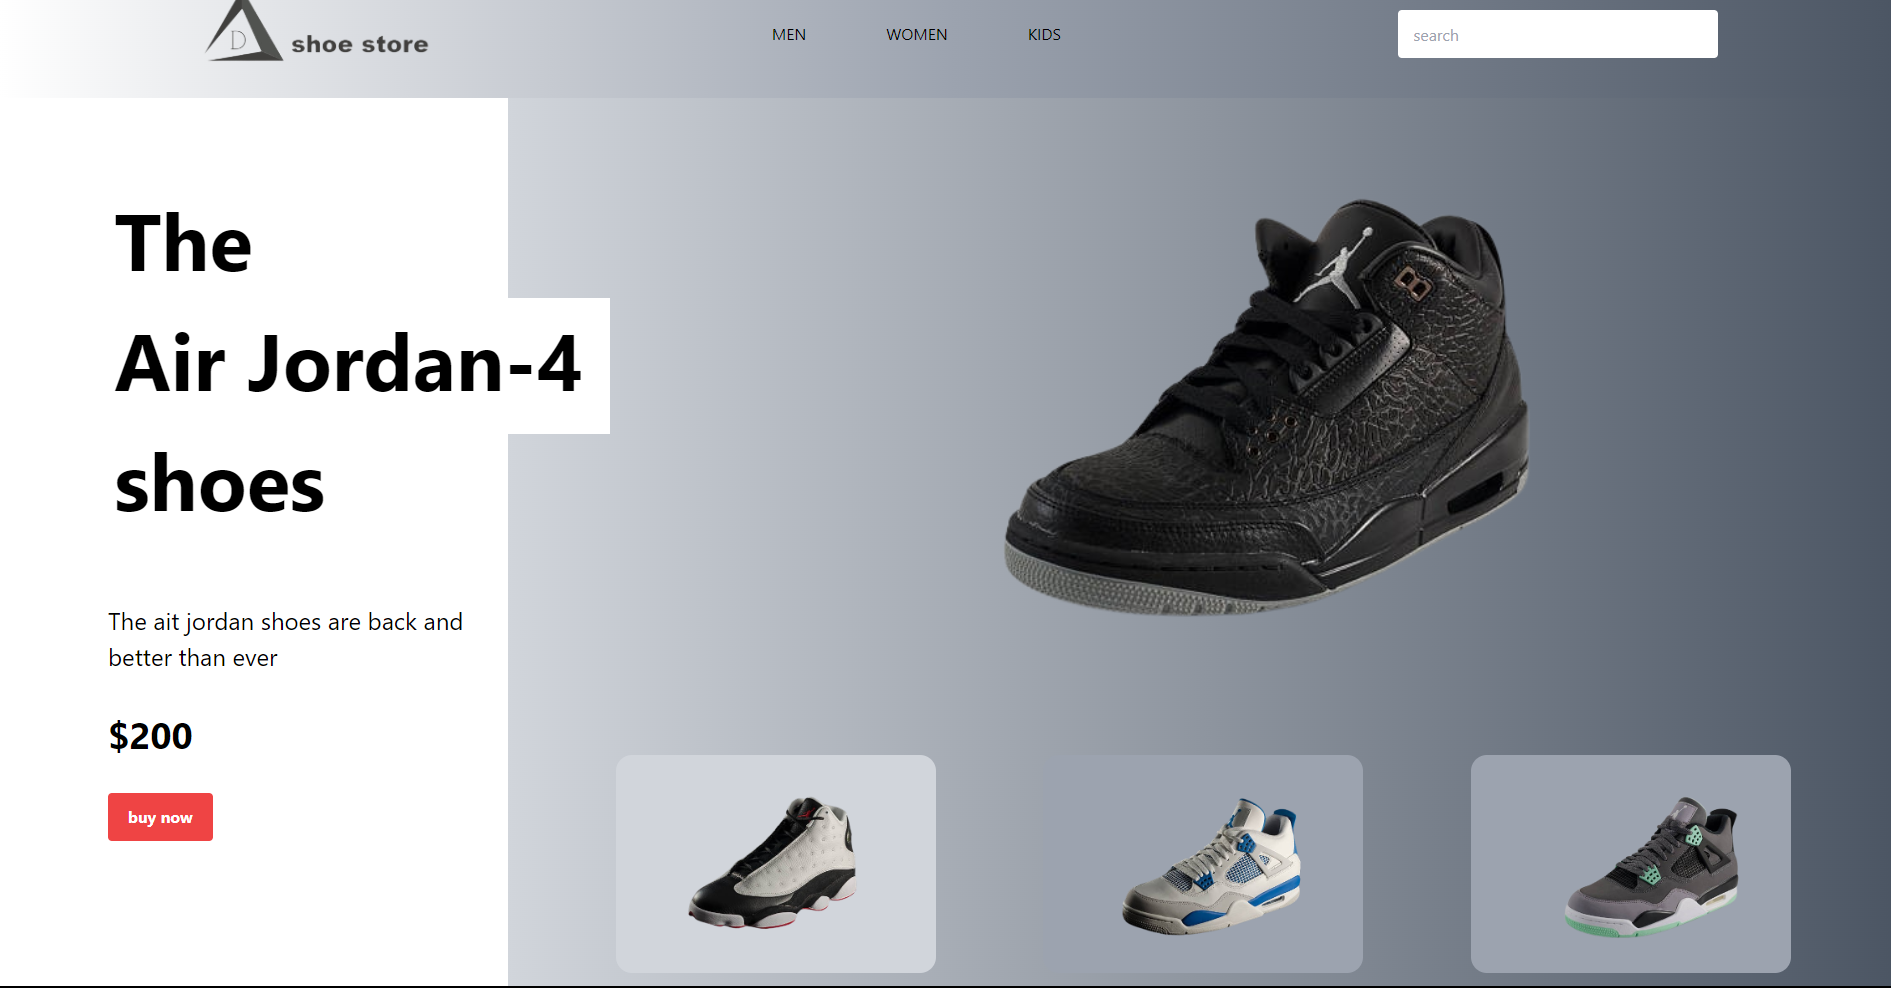 D shoe store
MEN WOMEN KIDS
search
The
Air Jordan-4
shoes
The ait jordan shoes are back and
better than ever
$200
buy now